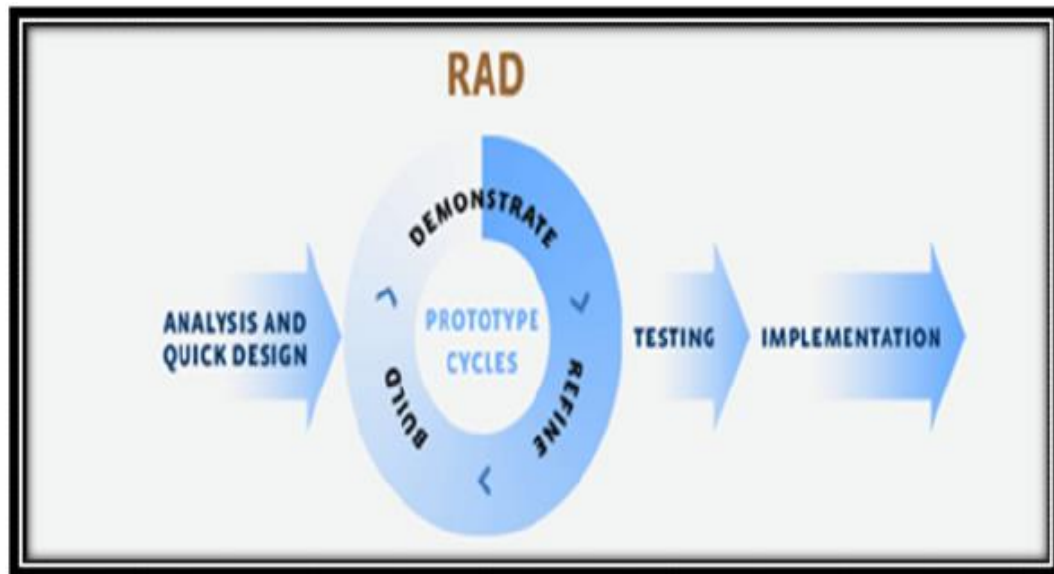 RAD
ANALYSIS AND
QUICK DESIGN
DEMONSTRATE
PROTOTYPE
CYCLES
BUILD
REFINE
TESTING
IMPLEMENTATION